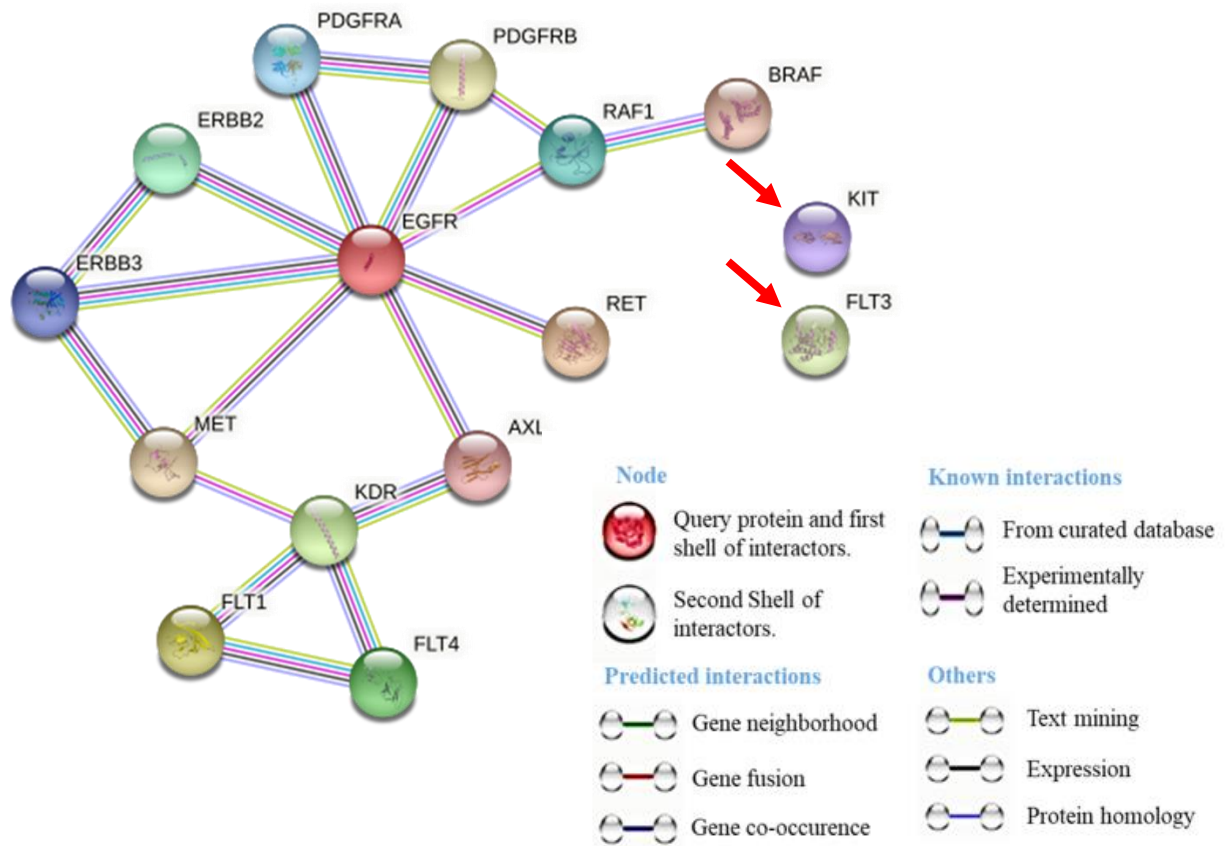 PDGFRA
PDGFRB
BRAF
ERBB2
RAF1
KIT
EGFR
ERBB3
RET
FLT3
MET
AXL
KDR
FLT1
FLT4
Node
Query protein and first
shell of interactors.
Second Shell of
interactors.
Known interactions
From curated database
Experimentally
determined
Predicted interactions
Gene neighborhood
Gene fusion
Gene co-occurence
Others
Text mining
Expression
Protein homology